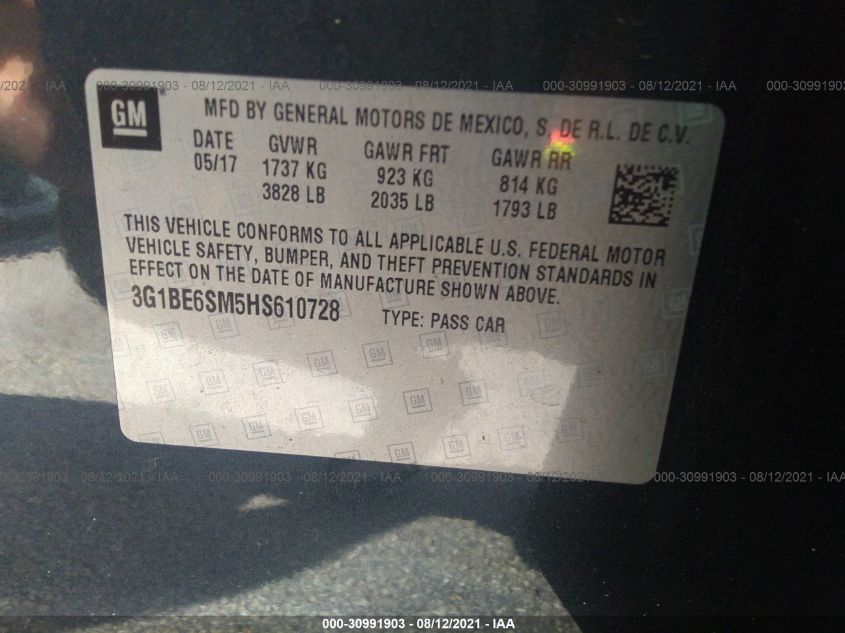 000-30991903 - 08/12/2021 - IAA
GM
MFD BY GENERAL MOTORS DE MEXICO, S. DE R.L. DE C.V.
DATE GVWR GAWR FRT GAWR RR
05/17 1737 KG 923 KG 814 KG
3828 LB 2035 LB 1793 LB
THIS VEHICLE CONFORMS TO ALL APPLICABLE U.S. FEDERAL MOTOR
VEHICLE SAFETY, BUMPER, AND THEFT PREVENTION STANDARDS IN
EFFECT ON THE DATE OF MANUFACTURE SHOWN ABOVE.
3G1BE6SM5HS610728 TYPE: PASS CAR
000-30991903 - 08/12/2021 - IAA
000-30991903 - 08/12/2021 - IAA